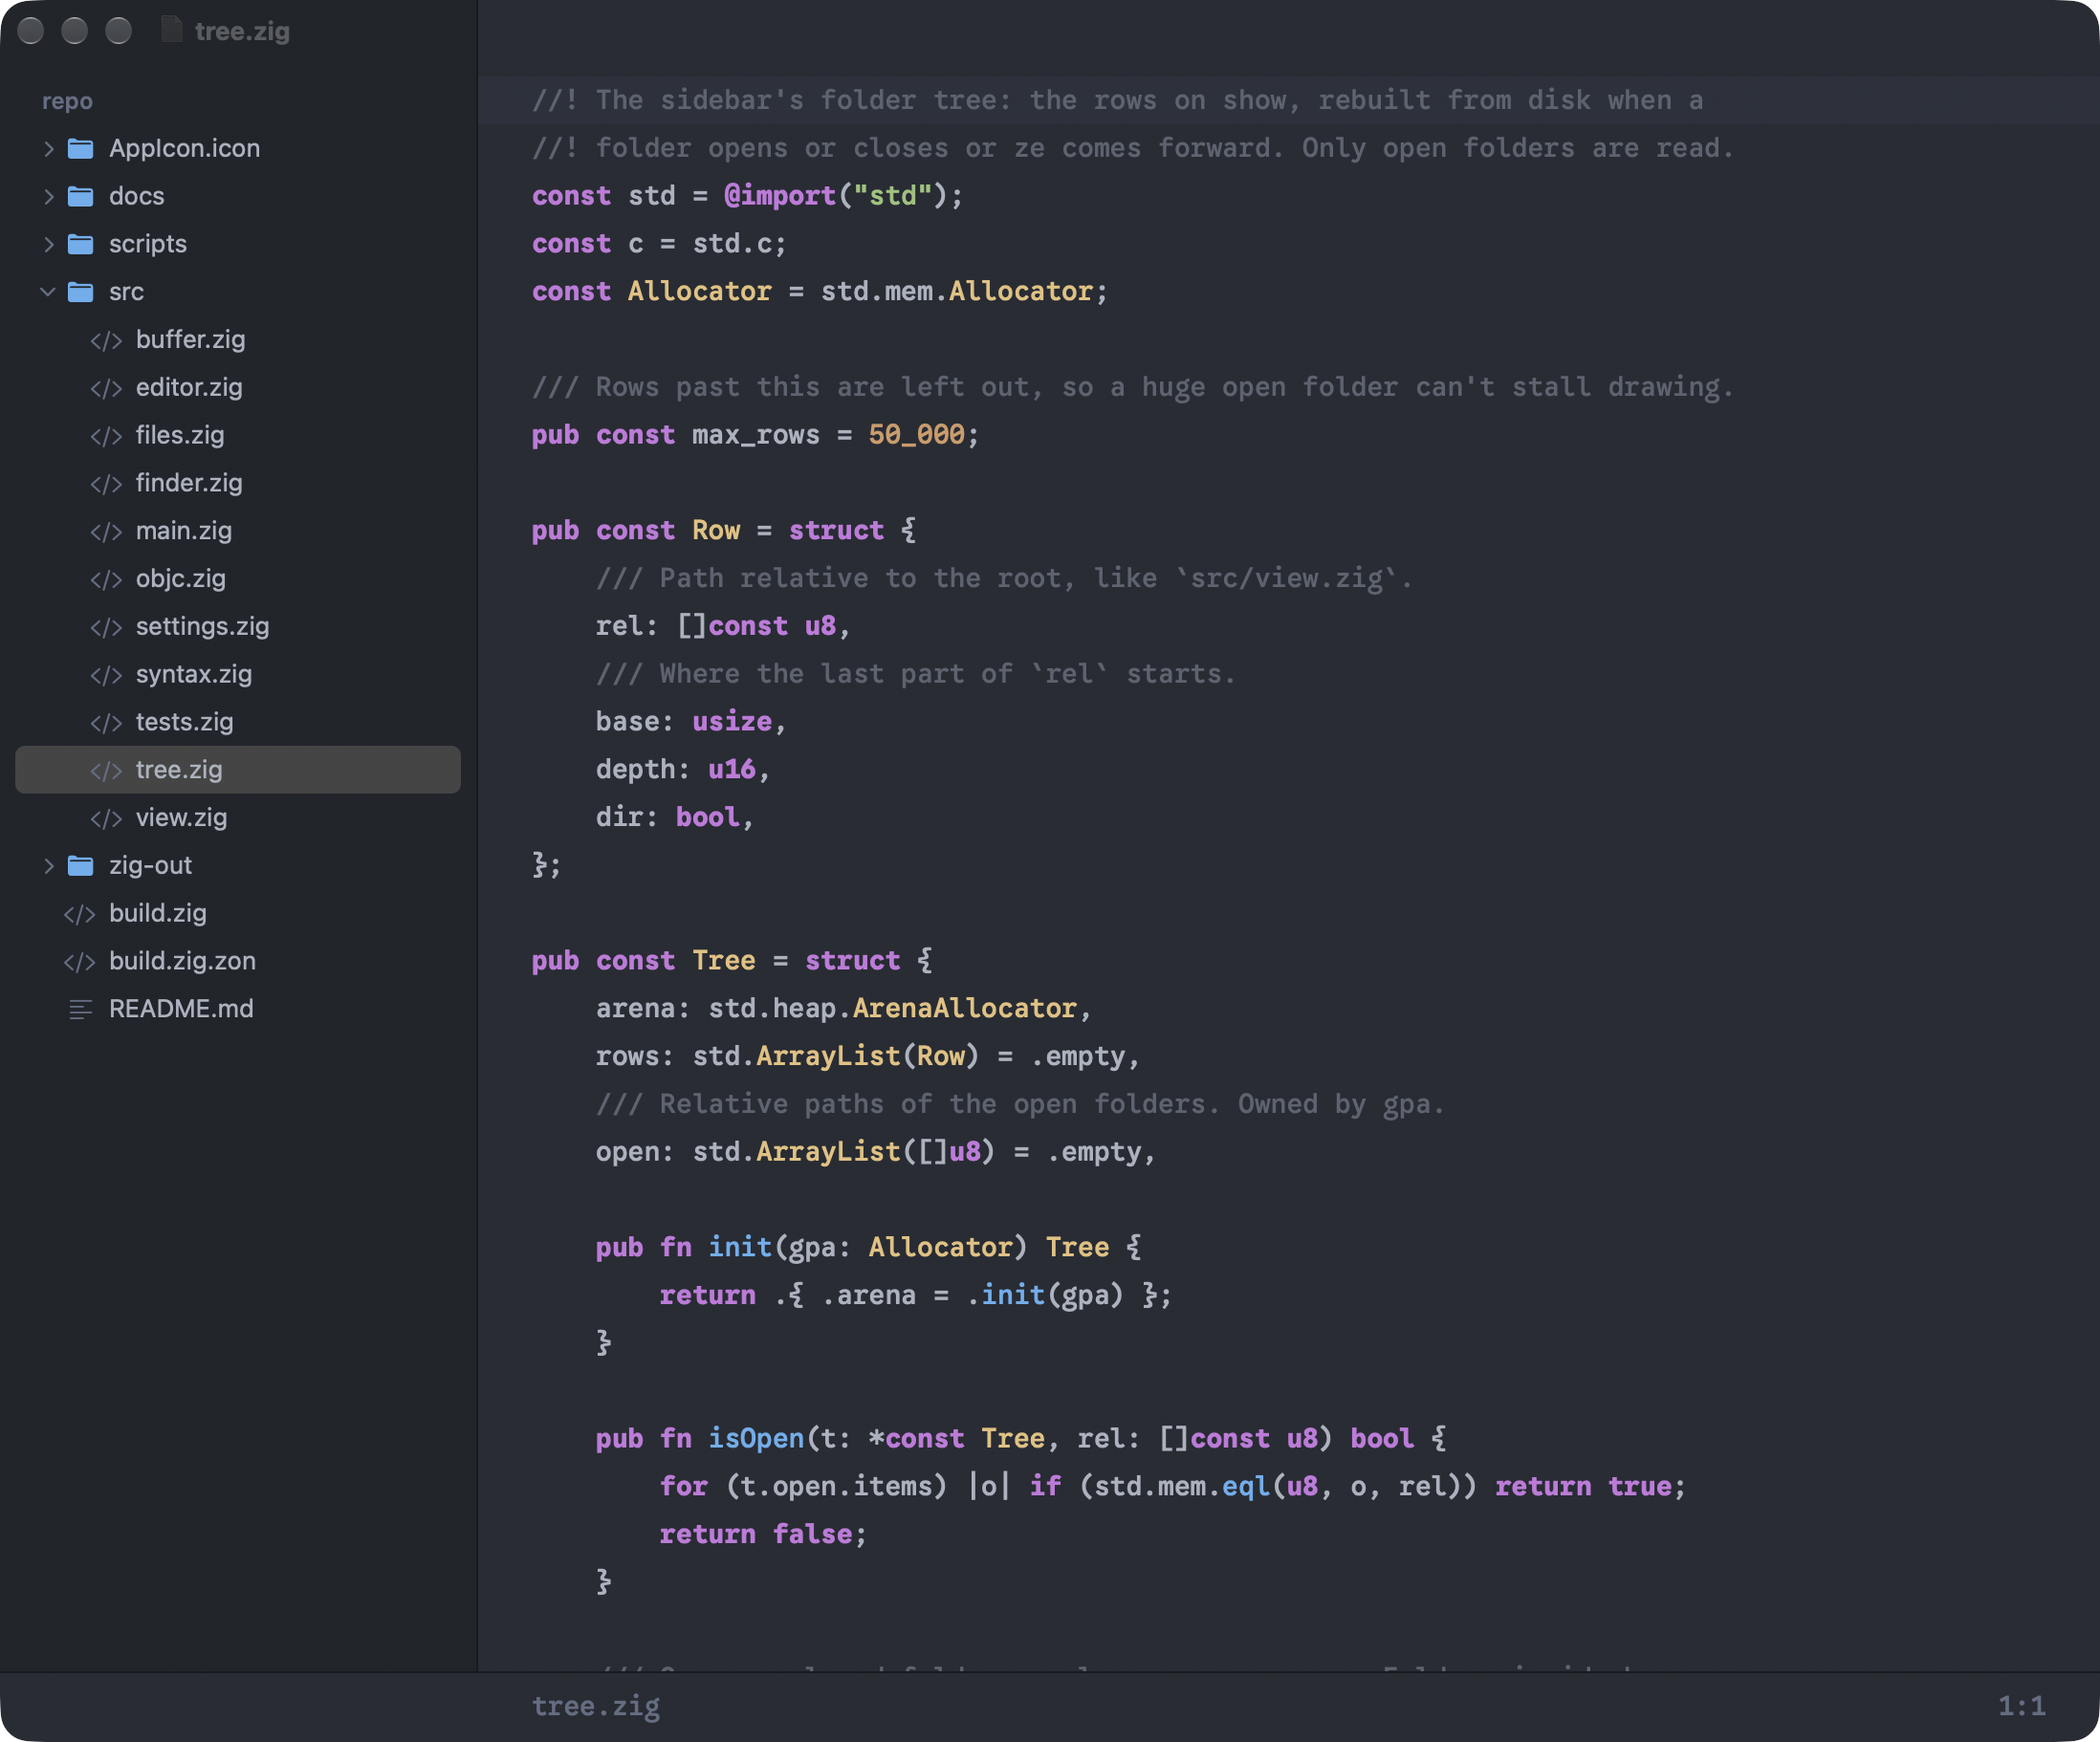 tree.zig
repo
AppIcon.icon
docs
scripts
src
buffer.zig
editor.zig
files.zig
finder.zig
main.zig
objc.zig
settings.zig
syntax.zig
tests.zig
tree.zig
view.zig
zig-out
build.zig
build.zig.zon
README.md
//! The sidebar's folder tree: the rows on show, rebuilt from disk when a
//! folder opens or closes or ze comes forward. Only open folders are read.
const std = @import("std");
const c = std.c;
const Allocator = std.mem.Allocator;

/// Rows past this are left out, so a huge open folder can't stall drawing.
pub const max_rows = 50_000;

pub const Row = struct {
    /// Path relative to the root, like `src/view.zig`.
    rel: []const u8,
    /// Where the last part of `rel` starts.
    base: usize,
    depth: u16,
    dir: bool,
};

pub const Tree = struct {
    arena: std.heap.ArenaAllocator,
    rows: std.ArrayList(Row) = .empty,
    /// Relative paths of the open folders. Owned by gpa.
    open: std.ArrayList([]u8) = .empty,

    pub fn init(gpa: Allocator) Tree {
        return .{ .arena = .init(gpa) };
    }

    pub fn isOpen(t: *const Tree, rel: []const u8) bool {
        for (t.open.items) |o| if (std.mem.eql(u8, o, rel)) return true;
        return false;
    }

tree.zig
1:1